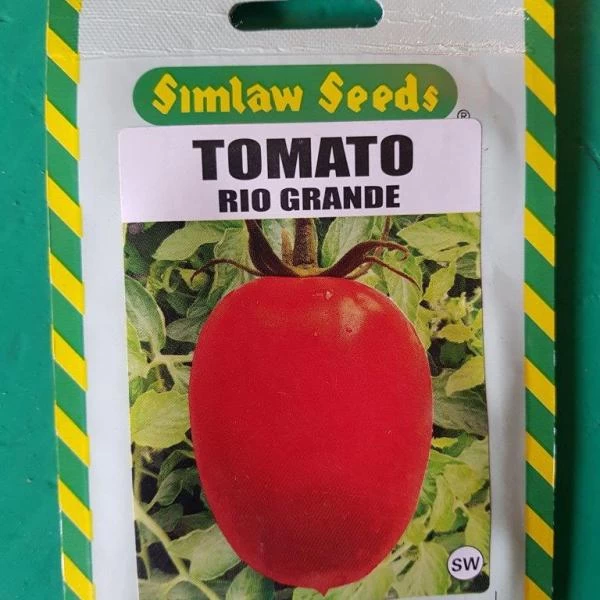 Simlaw Seeds ®
TOMATO
RIO GRANDE
SW